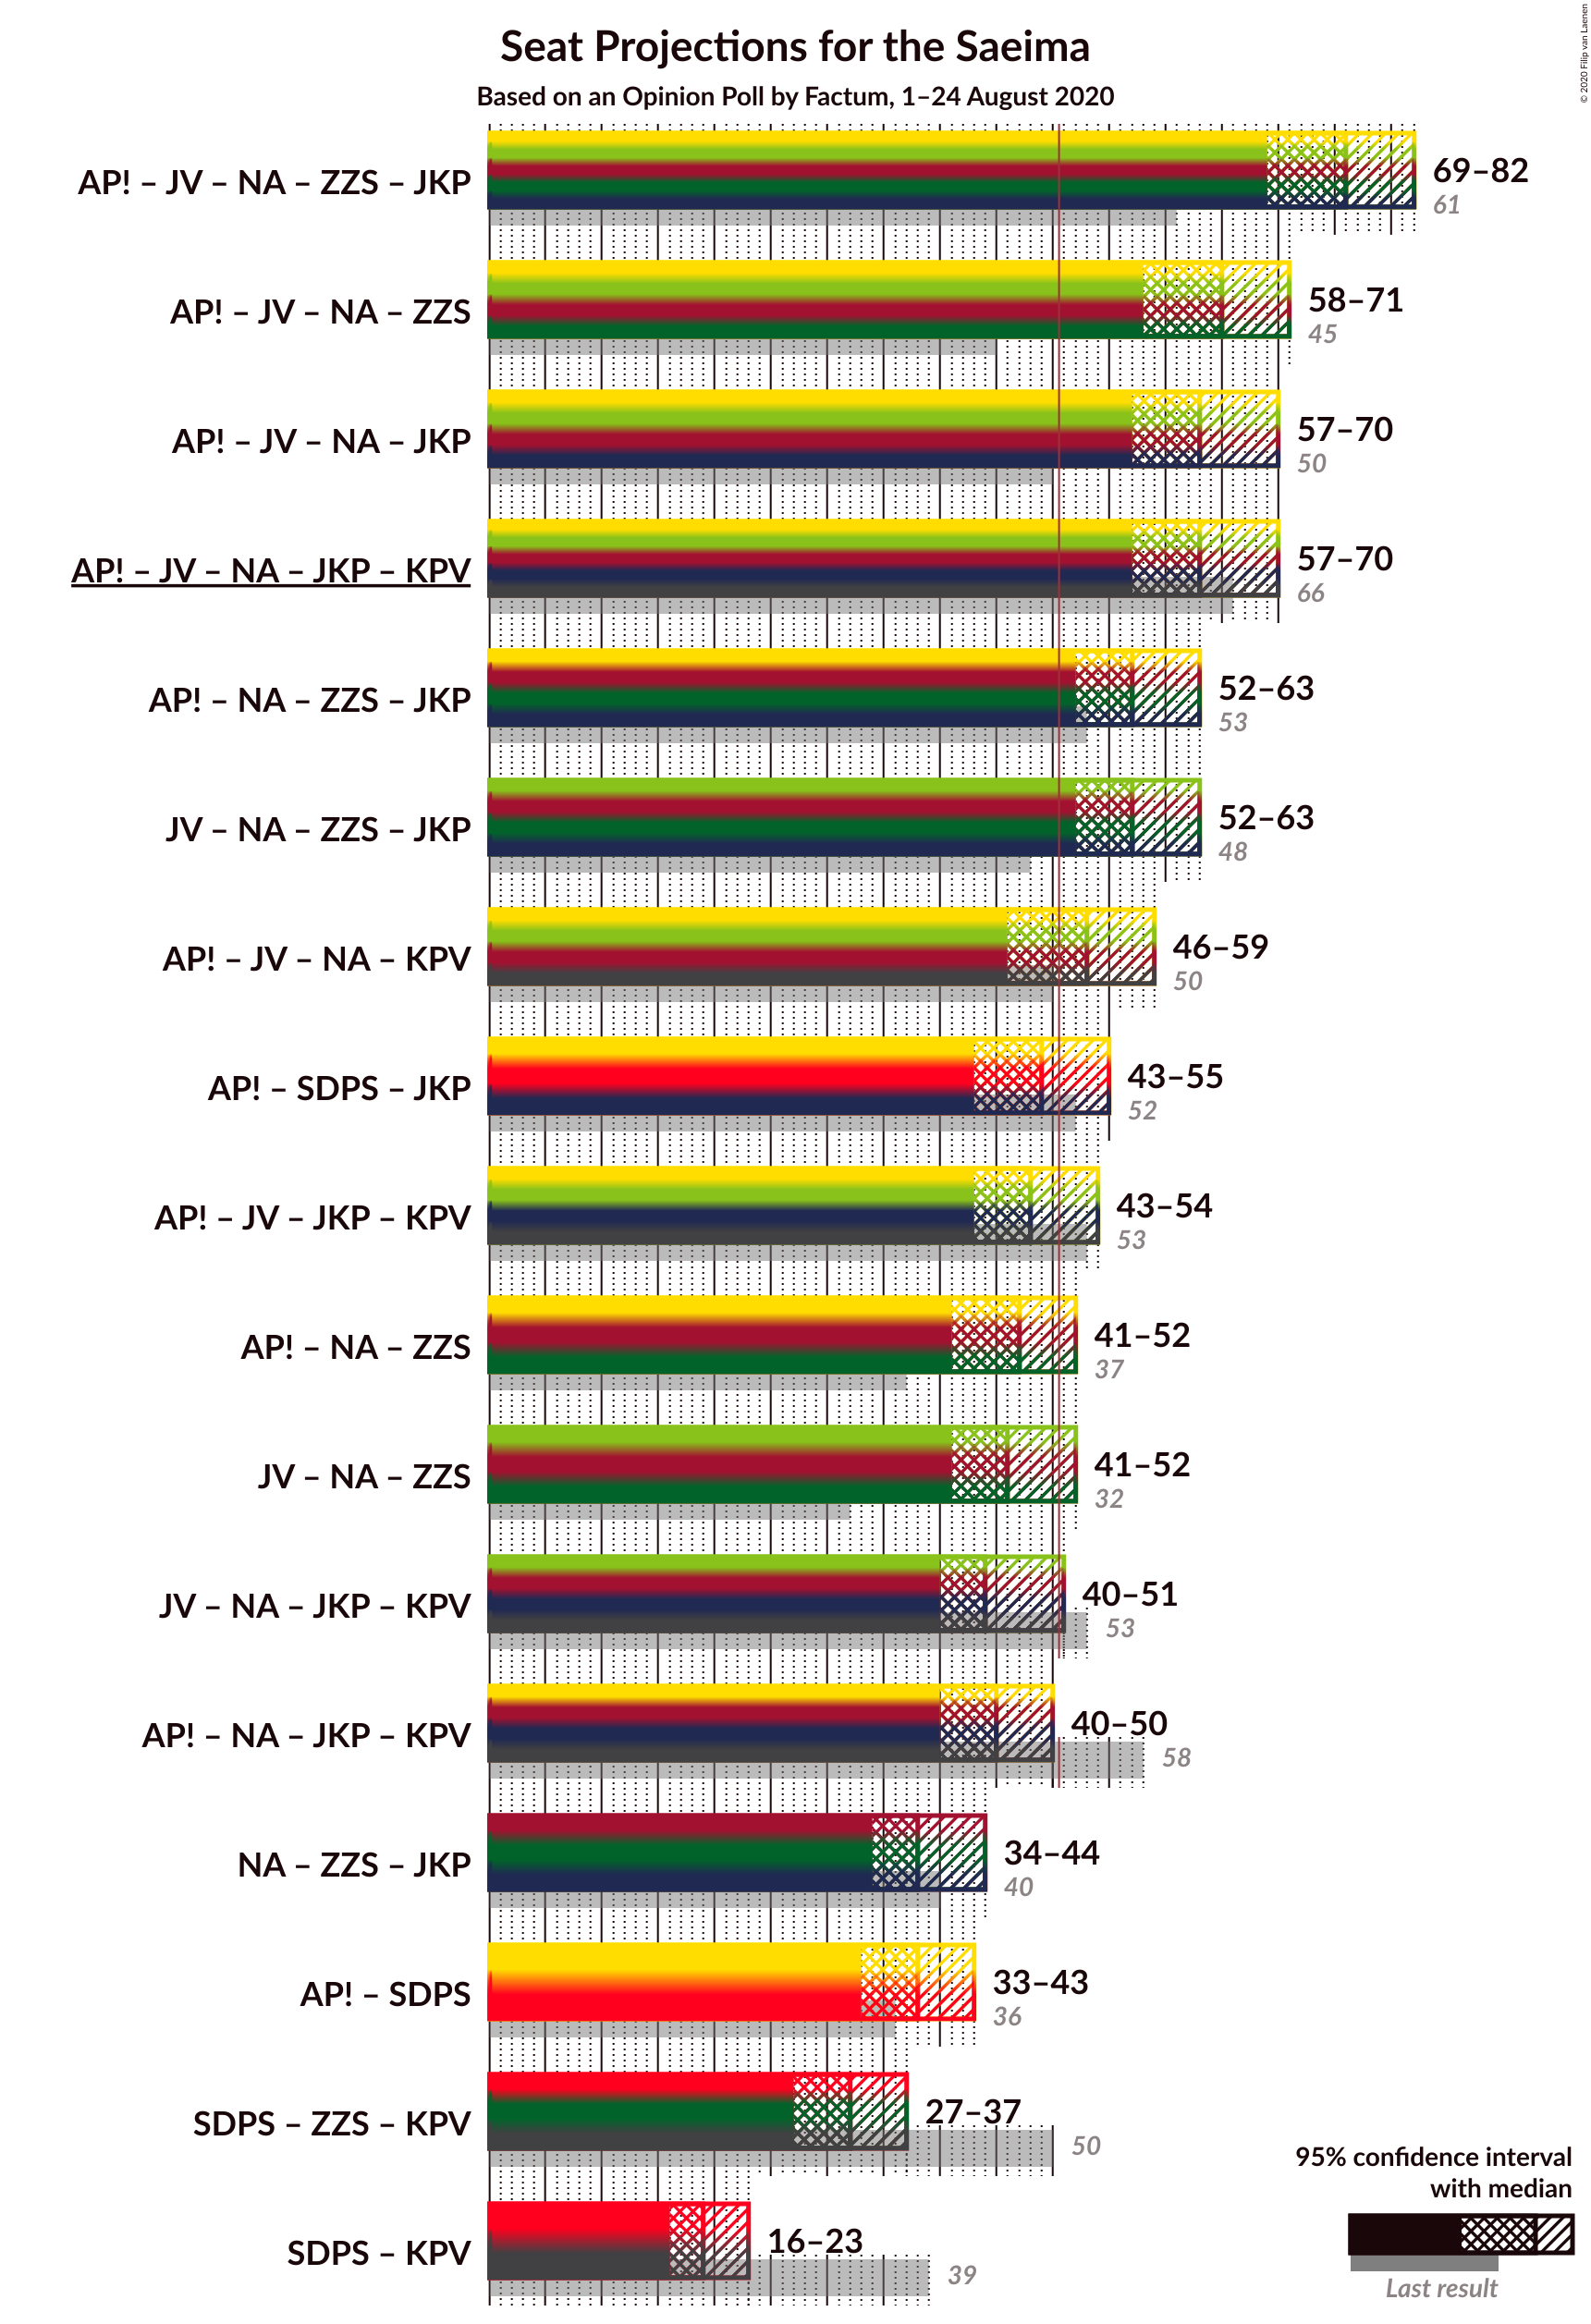 Seat Projections for the Saeima
Based on an Opinion Poll by Factum, 1–24 August 2020
© 2020 Filip van Laenen
AP! – JV – NA – ZZS – JKP
69–82
61
AP! – JV – NA – ZZS
58–71
45
AP! – JV – NA – JKP
57–70
50
AP! – JV – NA – JKP – KPV
57–70
66
AP! – NA – ZZS – JKP
52–63
53
JV – NA – ZZS – JKP
52–63
48
AP! – JV – NA – KPV
46–59
50
AP! – SDPS – JKP
43–55
52
AP! – JV – JKP – KPV
43–54
53
AP! – NA – ZZS
41–52
37
JV – NA – ZZS
41–52
32
JV – NA – JKP – KPV
40–51
53
AP! – NA – JKP – KPV
40–50
58
NA – ZZS – JKP
34–44
40
AP! – SDPS
33–43
36
SDPS – ZZS – KPV
27–37
50
SDPS – KPV
16–23
39
95% confidence interval
with median
Last result